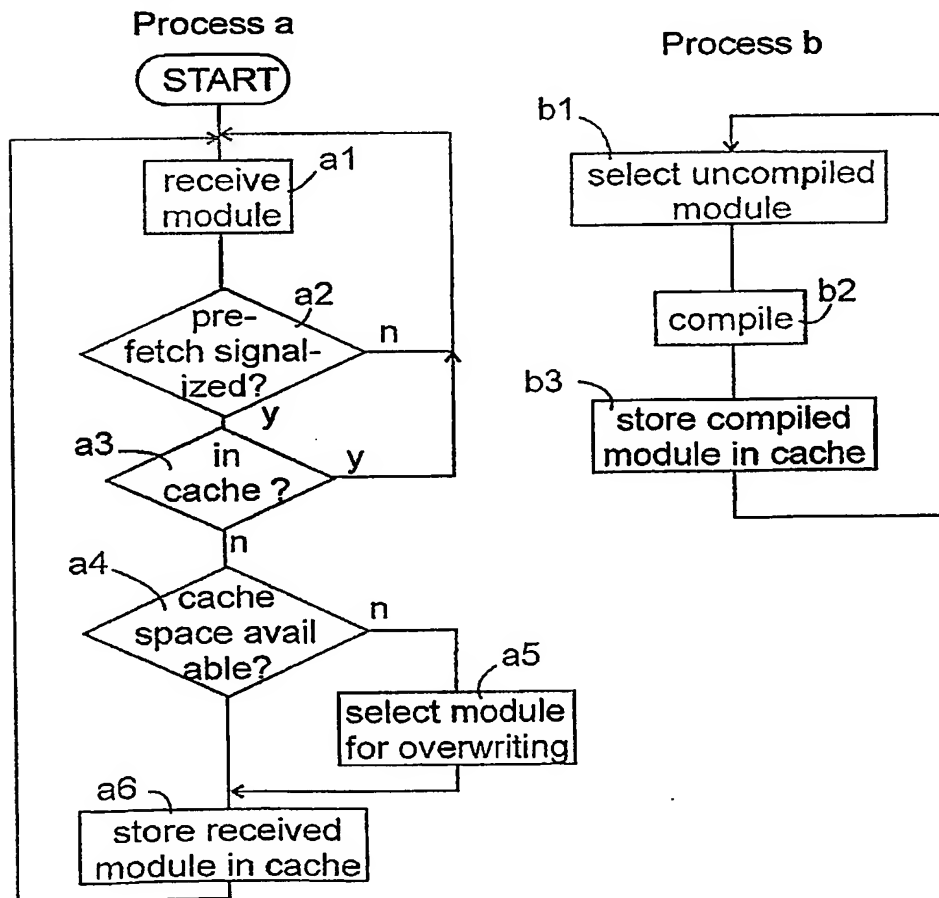 Process a
START
a1
receive
module
a2
pre-
fetch signal-
ized?
n
y
a3
in
cache ?
y
n
a4
cache
space avail
able?
n
a5
select module
for overwriting
a6
store received
module in cache
Process b
b1
select uncompiled
module
b2
compile
b3
store compiled
module in cache